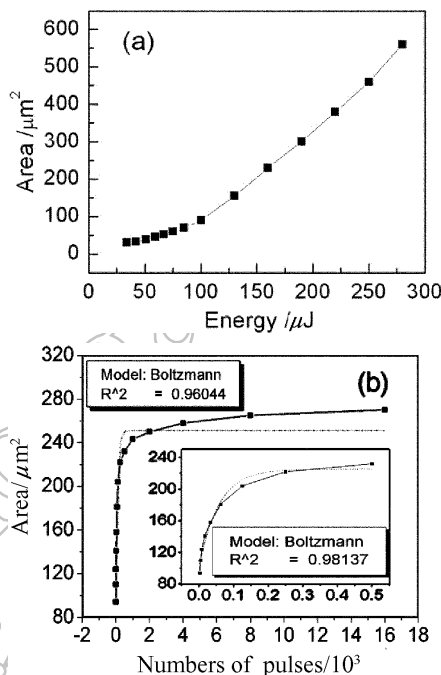 (a)
Area /μm²
600
500
400
300
200
100
0
0 50 100 150 200 250 300
Energy /μJ
(b)
Model: Boltzmann
R^2 = 0.96044
Area/μm²
280
240
200
160
120
80
240
200
160
120
80
0.0 0.1 0.2 0.3 0.4 0.5
Model: Boltzmann
R^2 = 0.98137
-2 0 2 4 6 8 10 12 14 16 18
Numbers of pulses/10³